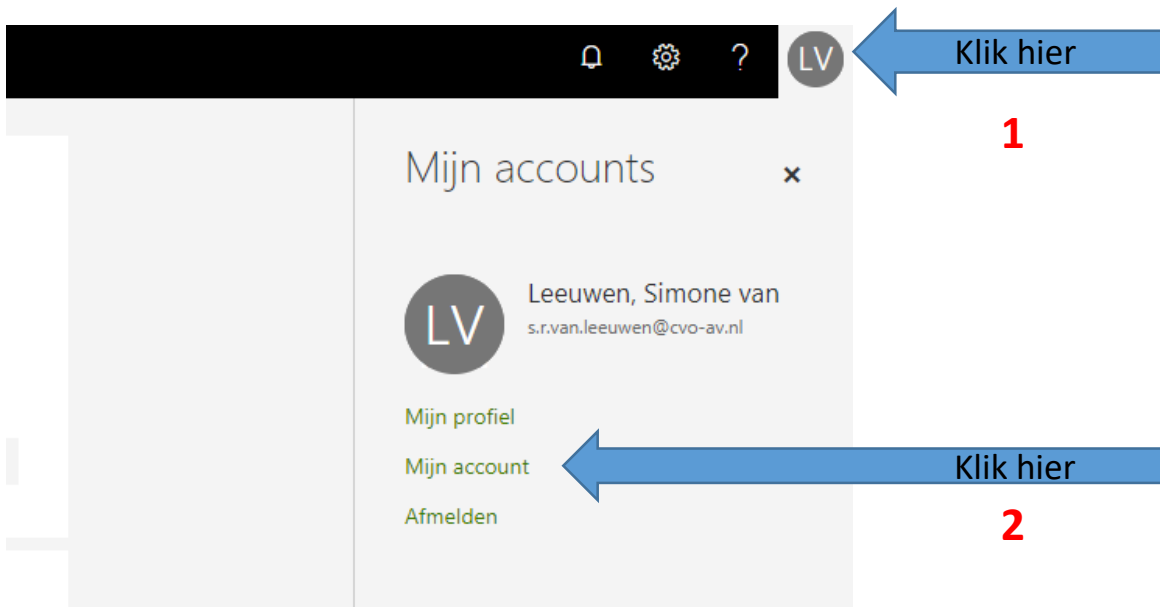 ? LV Klik hier
1
Mijn accounts ×
LV
Leeuwen, Simone van
s.r.van.leeuwen@cvo-av.nl
Mijn profiel
Mijn account Klik hier
2
Afmelden